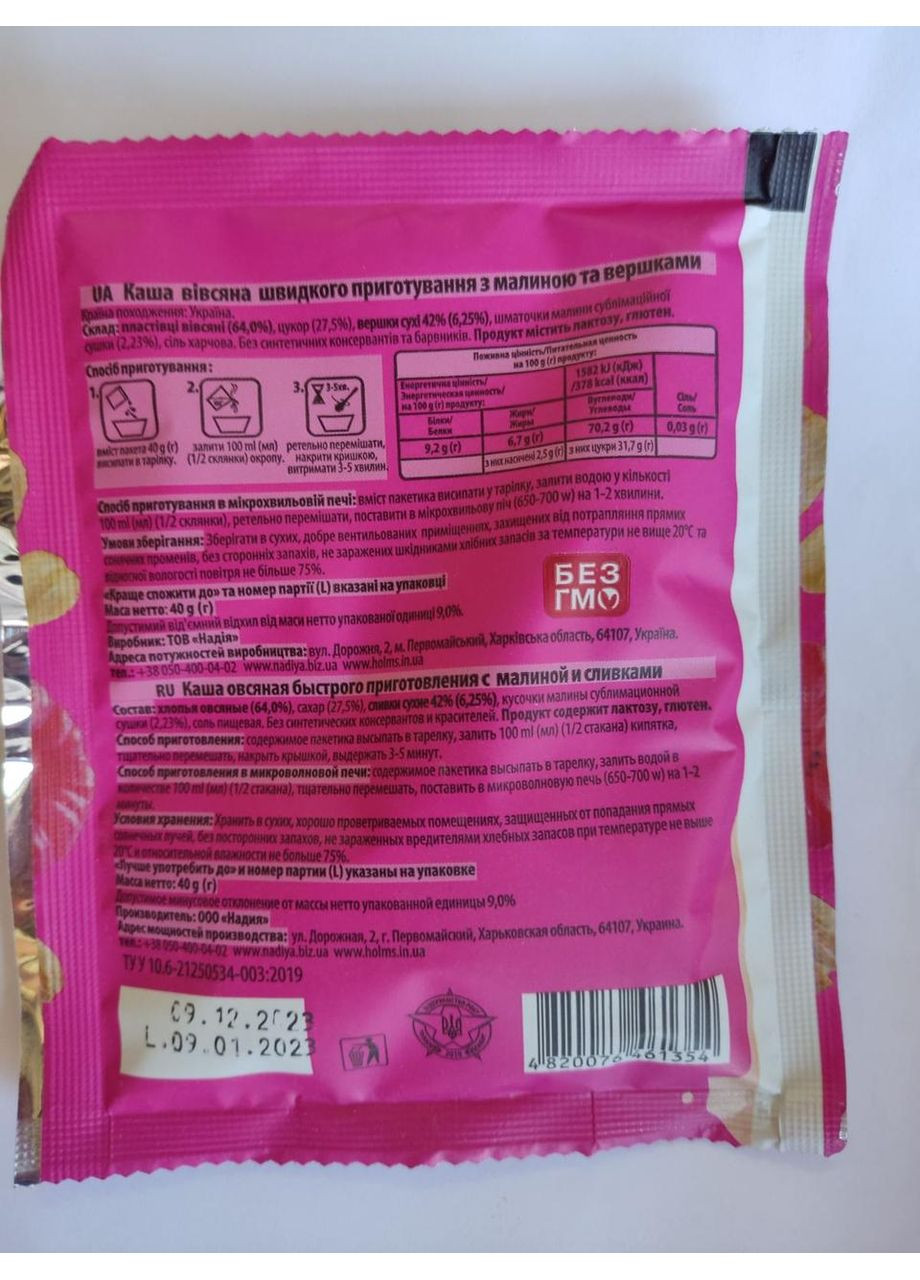 UA Каша вівсяна швидкого приготування з малиною та вершками
Країна походження: Україна.
Склад: пластівці вівсяні (64,0%), цукор (27,5%), вершки сухі 42% (6,25%), шматочки малини сублімаційної
сушки (2,23%), сіль харчова. Без синтетичних консервантів та барвників. Продукт містить лактозу, глютен.
Спосіб приготування:
1.
2.
3.
3-5хв.
вміст пакета 40 g (г)
висипати в тарілку.
залити 100 ml (мл)
(1/2 склянки) окропу.
ретельно перемішати,
накрити кришкою,
витримати 3-5 хвилин.
Поживна цінність/Питательная ценность
на 100 g (г) продукту:
Енергетична цінність/
Энергетическая ценность/
на 100 g (г) продукту:
1582 kJ (кДж)
/378 kcal (ккал)
Білки/
Белки
Жири/
Жиры
Вуглеводи/
Углеводы
Сіль/
Соль
9,2 g (г)
6,7 g (г)
70,2 g (г)
0,03 g (г)
з них насичені 2,5 g (г)
з них цукри 31,7 g (г)
Спосіб приготування в мікрохвильовій печі: вміст пакетика висипати у тарілку, залити водою у кількості
100 ml (мл) (1/2 склянки), ретельно перемішати, поставити в мікрохвильову піч (650-700 w) на 1-2 хвилини.
Умови зберігання: Зберігати в сухих, добре вентильованих приміщеннях, захищених від потрапляння прямих
сонячних променів, без сторонніх запахів, не заражених шкідниками хлібних запасів за температури не вище 20°С та
відносної вологості повітря не більше 75%.
«Краще спожити до» та номер партії (L) вказані на упаковці
Маса нетто: 40 g (г)
Допустимий від'ємний відхил від маси нетто упакованої одиниці 9,0%.
Виробник: ТОВ «Надія»
Адреса потужностей виробництва: вул. Дорожня, 2, м. Первомайський, Харківська область, 64107, Україна.
тел.: +38 050-400-04-02 www.nadiya.biz.ua www.holms.in.ua
БЕЗ
ГМО
RU Каша овсяная быстрого приготовления с малиной и сливками
Состав: хлопья овсяные (64,0%), сахар (27,5%), сливки сухие 42% (6,25%), кусочки малины сублимационной
сушки (2,23%), соль пищевая. Без синтетических консервантов и красителей. Продукт содержит лактозу, глютен.
Способ приготовления: содержимое пакетика высыпать в тарелку, залить 100 ml (мл) (1/2 стакана) кипятка,
тщательно перемешать, накрыть крышкой, выдержать 3-5 минут.
Способ приготовления в микроволновой печи: содержимое пакетика высыпать в тарелку, залить водой в
количестве 100 ml (мл) (1/2 стакана), тщательно перемешать, поставить в микроволновую печь (650-700 w) на 1-2
минуты.
Условия хранения: Хранить в сухих, хорошо проветриваемых помещениях, защищенных от попадания прямых
солнечных лучей, без посторонних запахов, не зараженных вредителями хлебных запасов при температуре не выше
20°С и относительной влажности не больше 75%.
«Лучше употребить до» и номер партии (L) указаны на упаковке
Масса нетто: 40 g (г)
Допустимое минусовое отклонение от массы нетто упакованной единицы 9,0%
Производитель: ООО «Надия»
Адрес мощностей производства: ул. Дорожная, 2, г. Первомайский, Харьковская область, 64107, Украина.
тел.: +38 050-400-04-02 www.nadiya.biz.ua www.holms.in.ua
ТУ У 10.6-21250534-003:2019
09.12.2023
L.09.01.2023
4 820076 461354